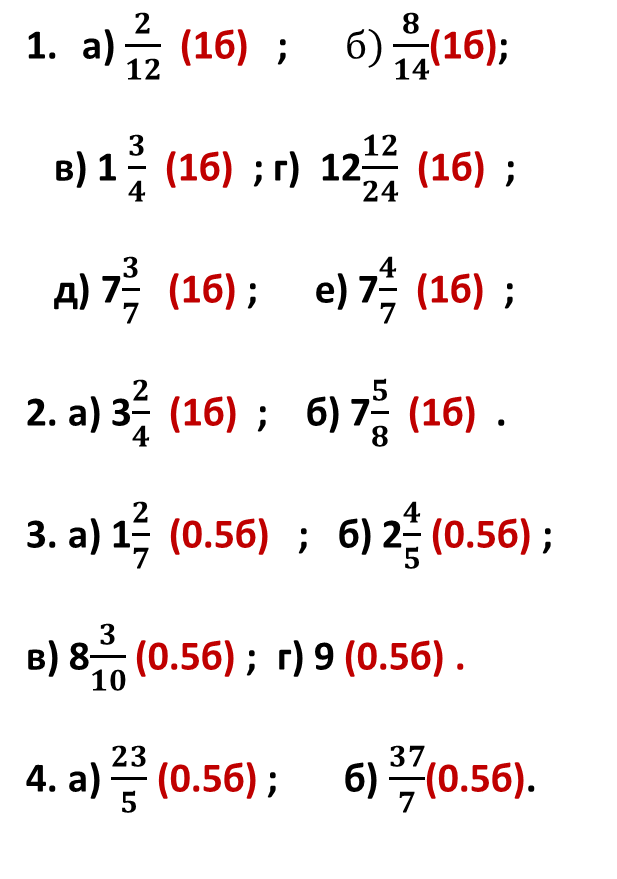 1. а) 2/12 (1б) ; б) 8/14(1б);
в) 1 3/4 (1б) ; г) 12 12/24 (1б) ;
д) 7 3/7 (1б) ; е) 7 4/7 (1б) ;
2. а) 3 2/4 (1б) ; б) 7 5/8 (1б) .
3. а) 1 2/7 (0.5б) ; б) 2 4/5 (0.5б) ;
в) 8 3/10 (0.5б) ; г) 9 (0.5б) .
4. а) 23/5 (0.5б) ; б) 37/7(0.5б).